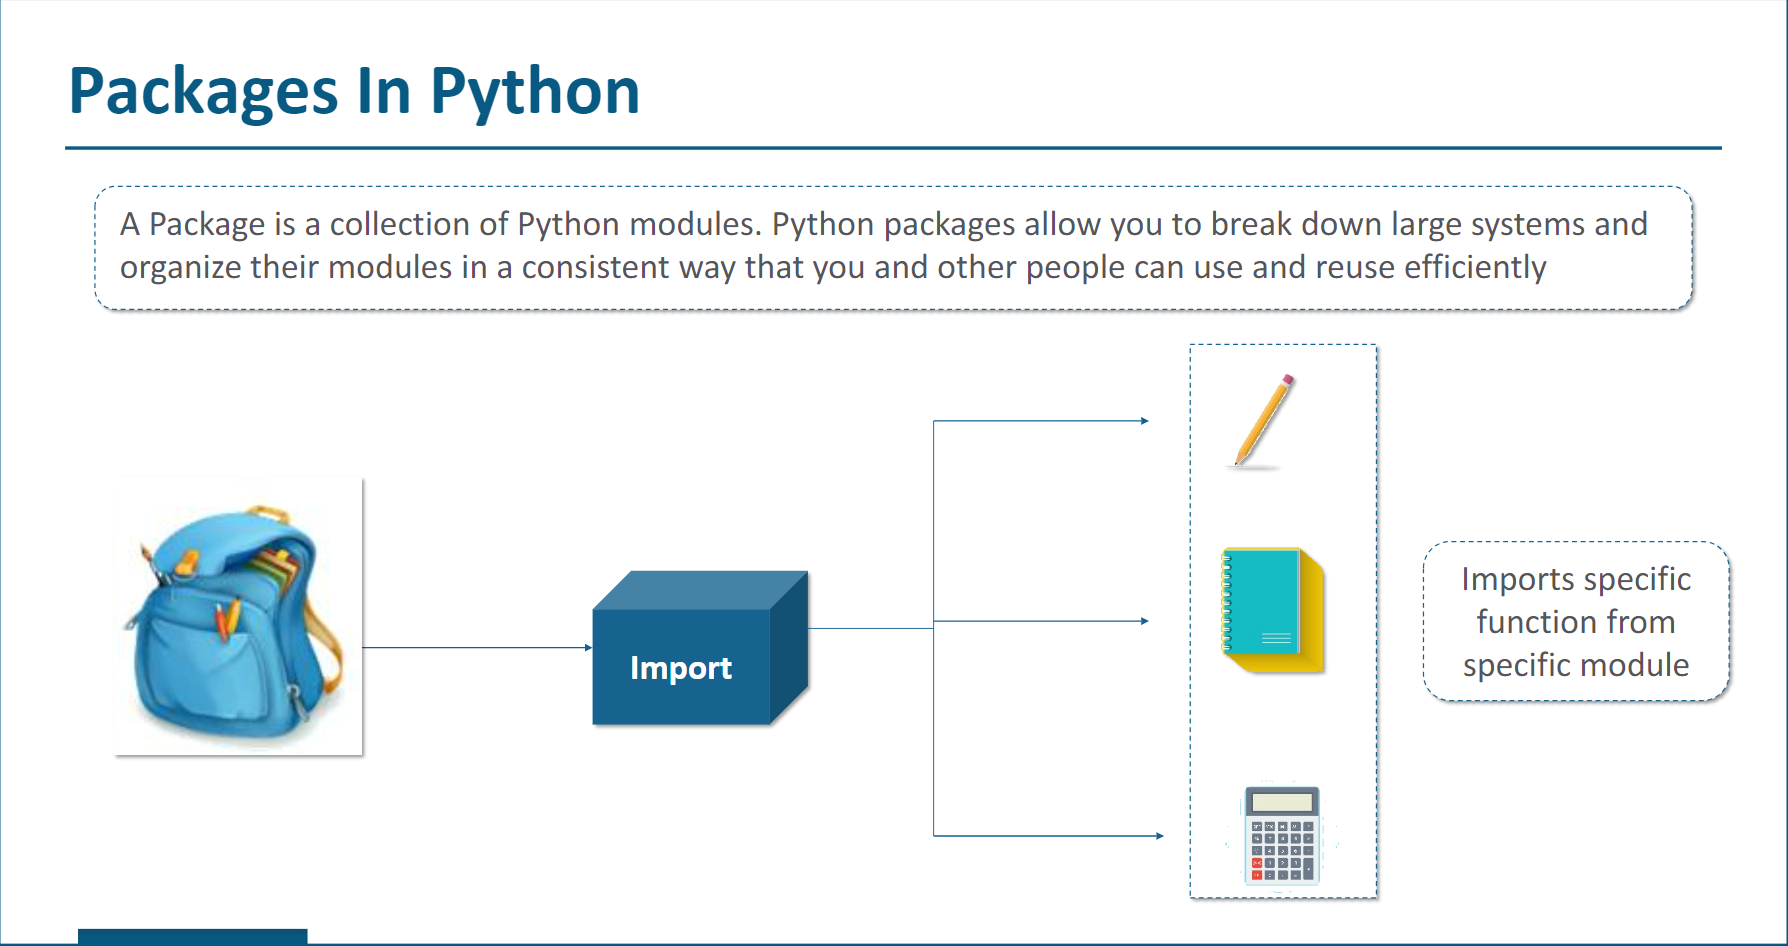 Packages In Python
A Package is a collection of Python modules. Python packages allow you to break down large systems and
organize their modules in a consistent way that you and other people can use and reuse efficiently
Import
Imports specific
function from
specific module